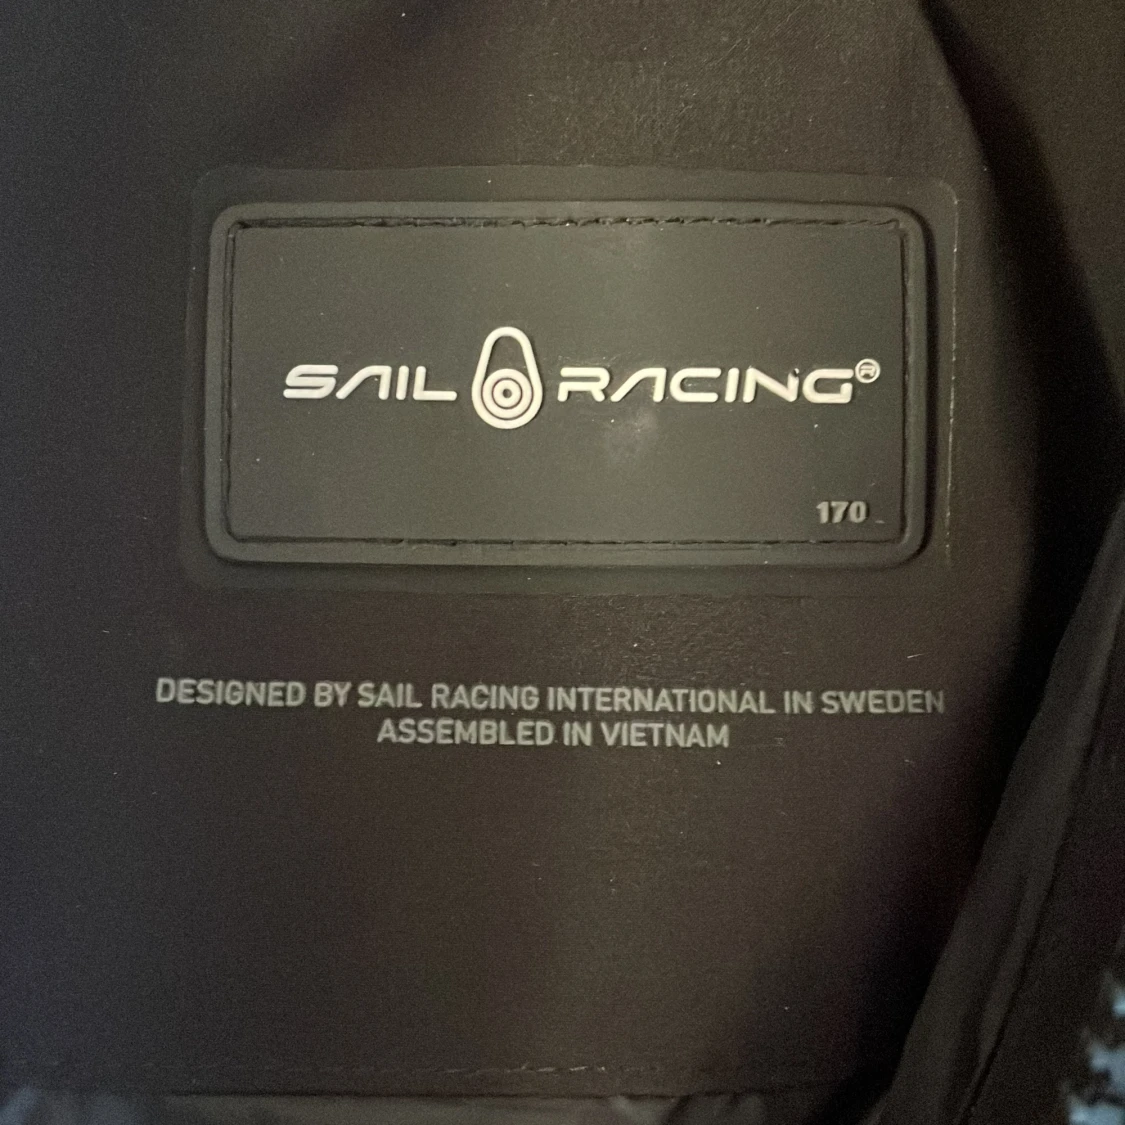 SAIL RACING®
170
DESIGNED BY SAIL RACING INTERNATIONAL IN SWEDEN
ASSEMBLED IN VIETNAM